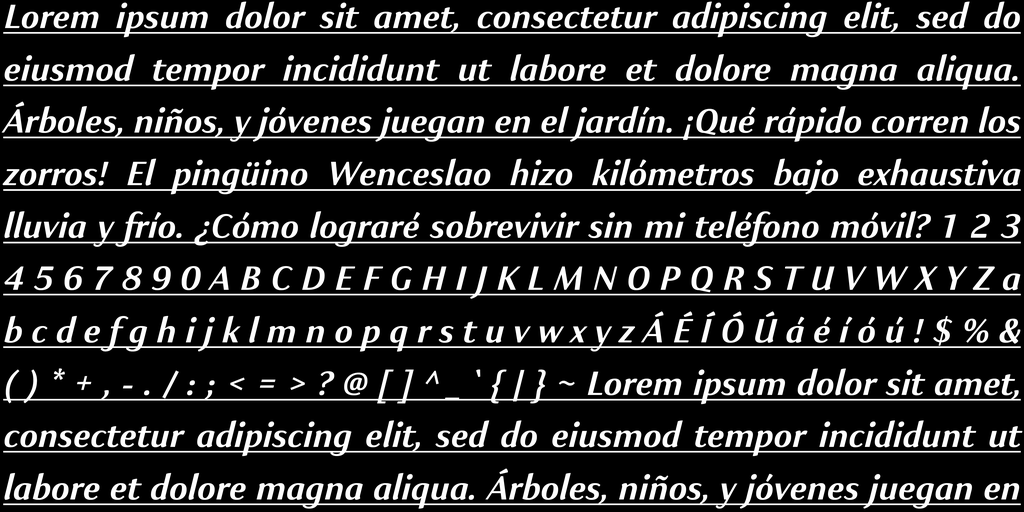 Lorem ipsum dolor sit amet, consectetur adipiscing elit, sed do
eiusmod tempor incididunt ut labore et dolore magna aliqua.
Árboles, niños, y jóvenes juegan en el jardín. ¡Qué rápido corren los
zorros! El pingüino Wenceslao hizo kilómetros bajo exhaustiva
lluvia y frío. ¿Cómo lograré sobrevivir sin mi teléfono móvil? 1 2 3
4 5 6 7 8 9 0 A B C D E F G H I J K L M N O P Q R S T U V W X Y Z a
b c d e f g h i j k l m n o p q r s t u v w x y z Á É Í Ó Ú á é í ó ú ! $ % &
( ) * + , - . / : ; < = > ? @ [ ] ^ _ ` { | } ~ Lorem ipsum dolor sit amet,
consectetur adipiscing elit, sed do eiusmod tempor incididunt ut
labore et dolore magna aliqua. Árboles, niños, y jóvenes juegan en